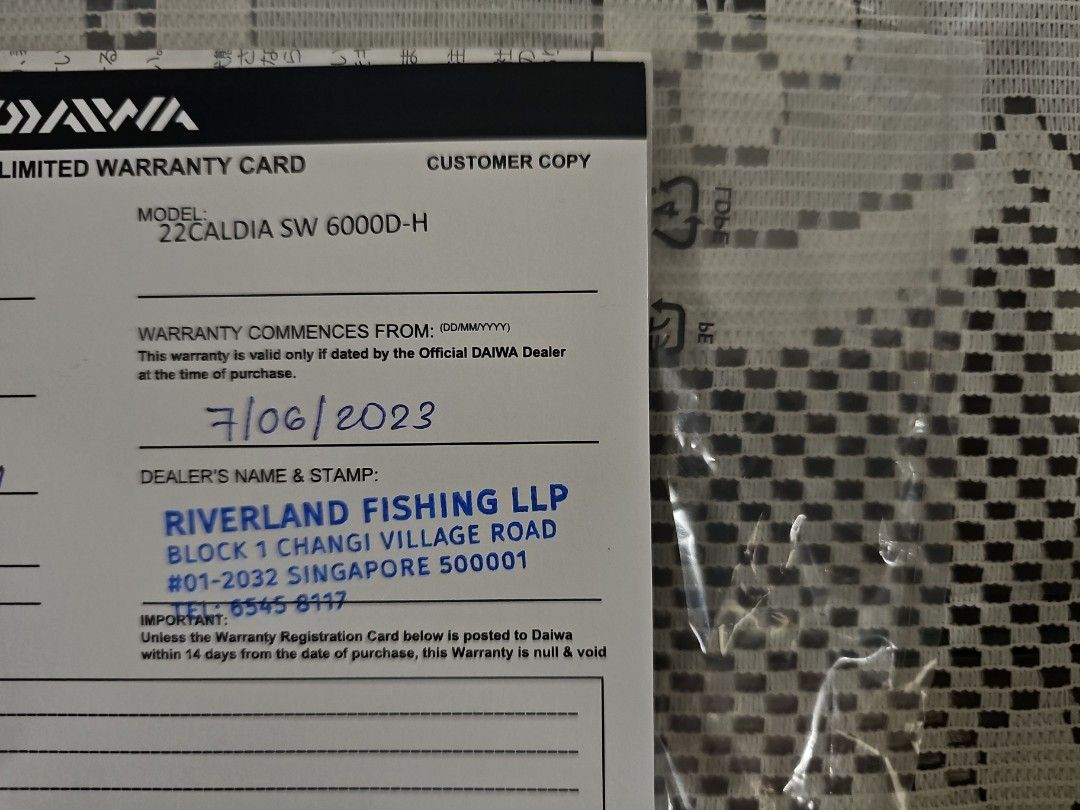 DAIWA
LIMITED WARRANTY CARD
CUSTOMER COPY
MODEL:
22CALDIA SW 6000D-H
WARRANTY COMMENCES FROM: (DD/MM/YYYY)
This warranty is valid only if dated by the Official DAIWA Dealer
at the time of purchase.
7/06/2023
DEALER'S NAME & STAMP:
RIVERLAND FISHING LLP
BLOCK 1 CHANGI VILLAGE ROAD
#01-2032 SINGAPORE 500001
TEL: 6545 8117
IMPORTANT:
Unless the Warranty Registration Card below is posted to Daiwa
within 14 days from the date of purchase, this Warranty is null & void
4
LDPE
PE